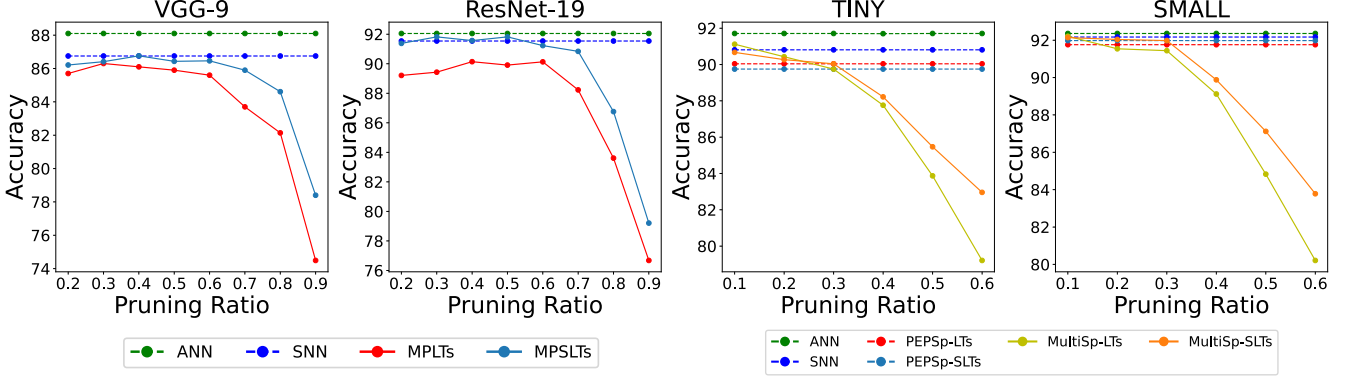 VGG-9
ResNet-19
TINY
SMALL
Accuracy
88
86
84
82
80
78
76
74
0.2 0.3 0.4 0.5 0.6 0.7 0.8 0.9
Pruning Ratio
Accuracy
92
90
88
86
84
82
80
78
76
0.2 0.3 0.4 0.5 0.6 0.7 0.8 0.9
Pruning Ratio
Accuracy
92
90
88
86
84
82
80
0.1 0.2 0.3 0.4 0.5 0.6
Pruning Ratio
Accuracy
92
90
88
86
84
82
80
0.1 0.2 0.3 0.4 0.5 0.6
Pruning Ratio
ANN SNN MPLTs MPSLTs
ANN PEPSp-LTs MultiSp-LTs MultiSp-SLTs
SNN PEPSp-SLTs